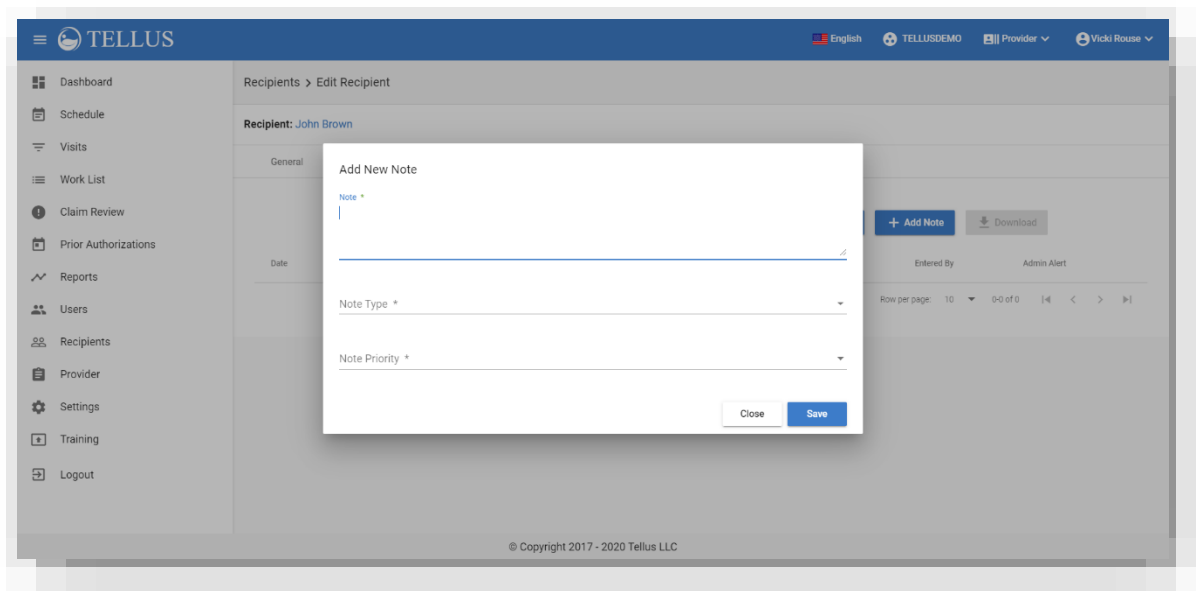 TELLUS
English TELLUSDEMO Provider Vicki Rouse
Dashboard
Schedule
Visits
Work List
Claim Review
Prior Authorizations
Reports
Users
Recipients
Provider
Settings
Training
Logout
Recipients > Edit Recipient
Recipient: John Brown
General
+ Add Note Download
Date Entered By Admin Alert
Row per page: 10 0-0 of 0
Add New Note
Note *
Note Type *
Note Priority *
Close Save
© Copyright 2017 - 2020 Tellus LLC